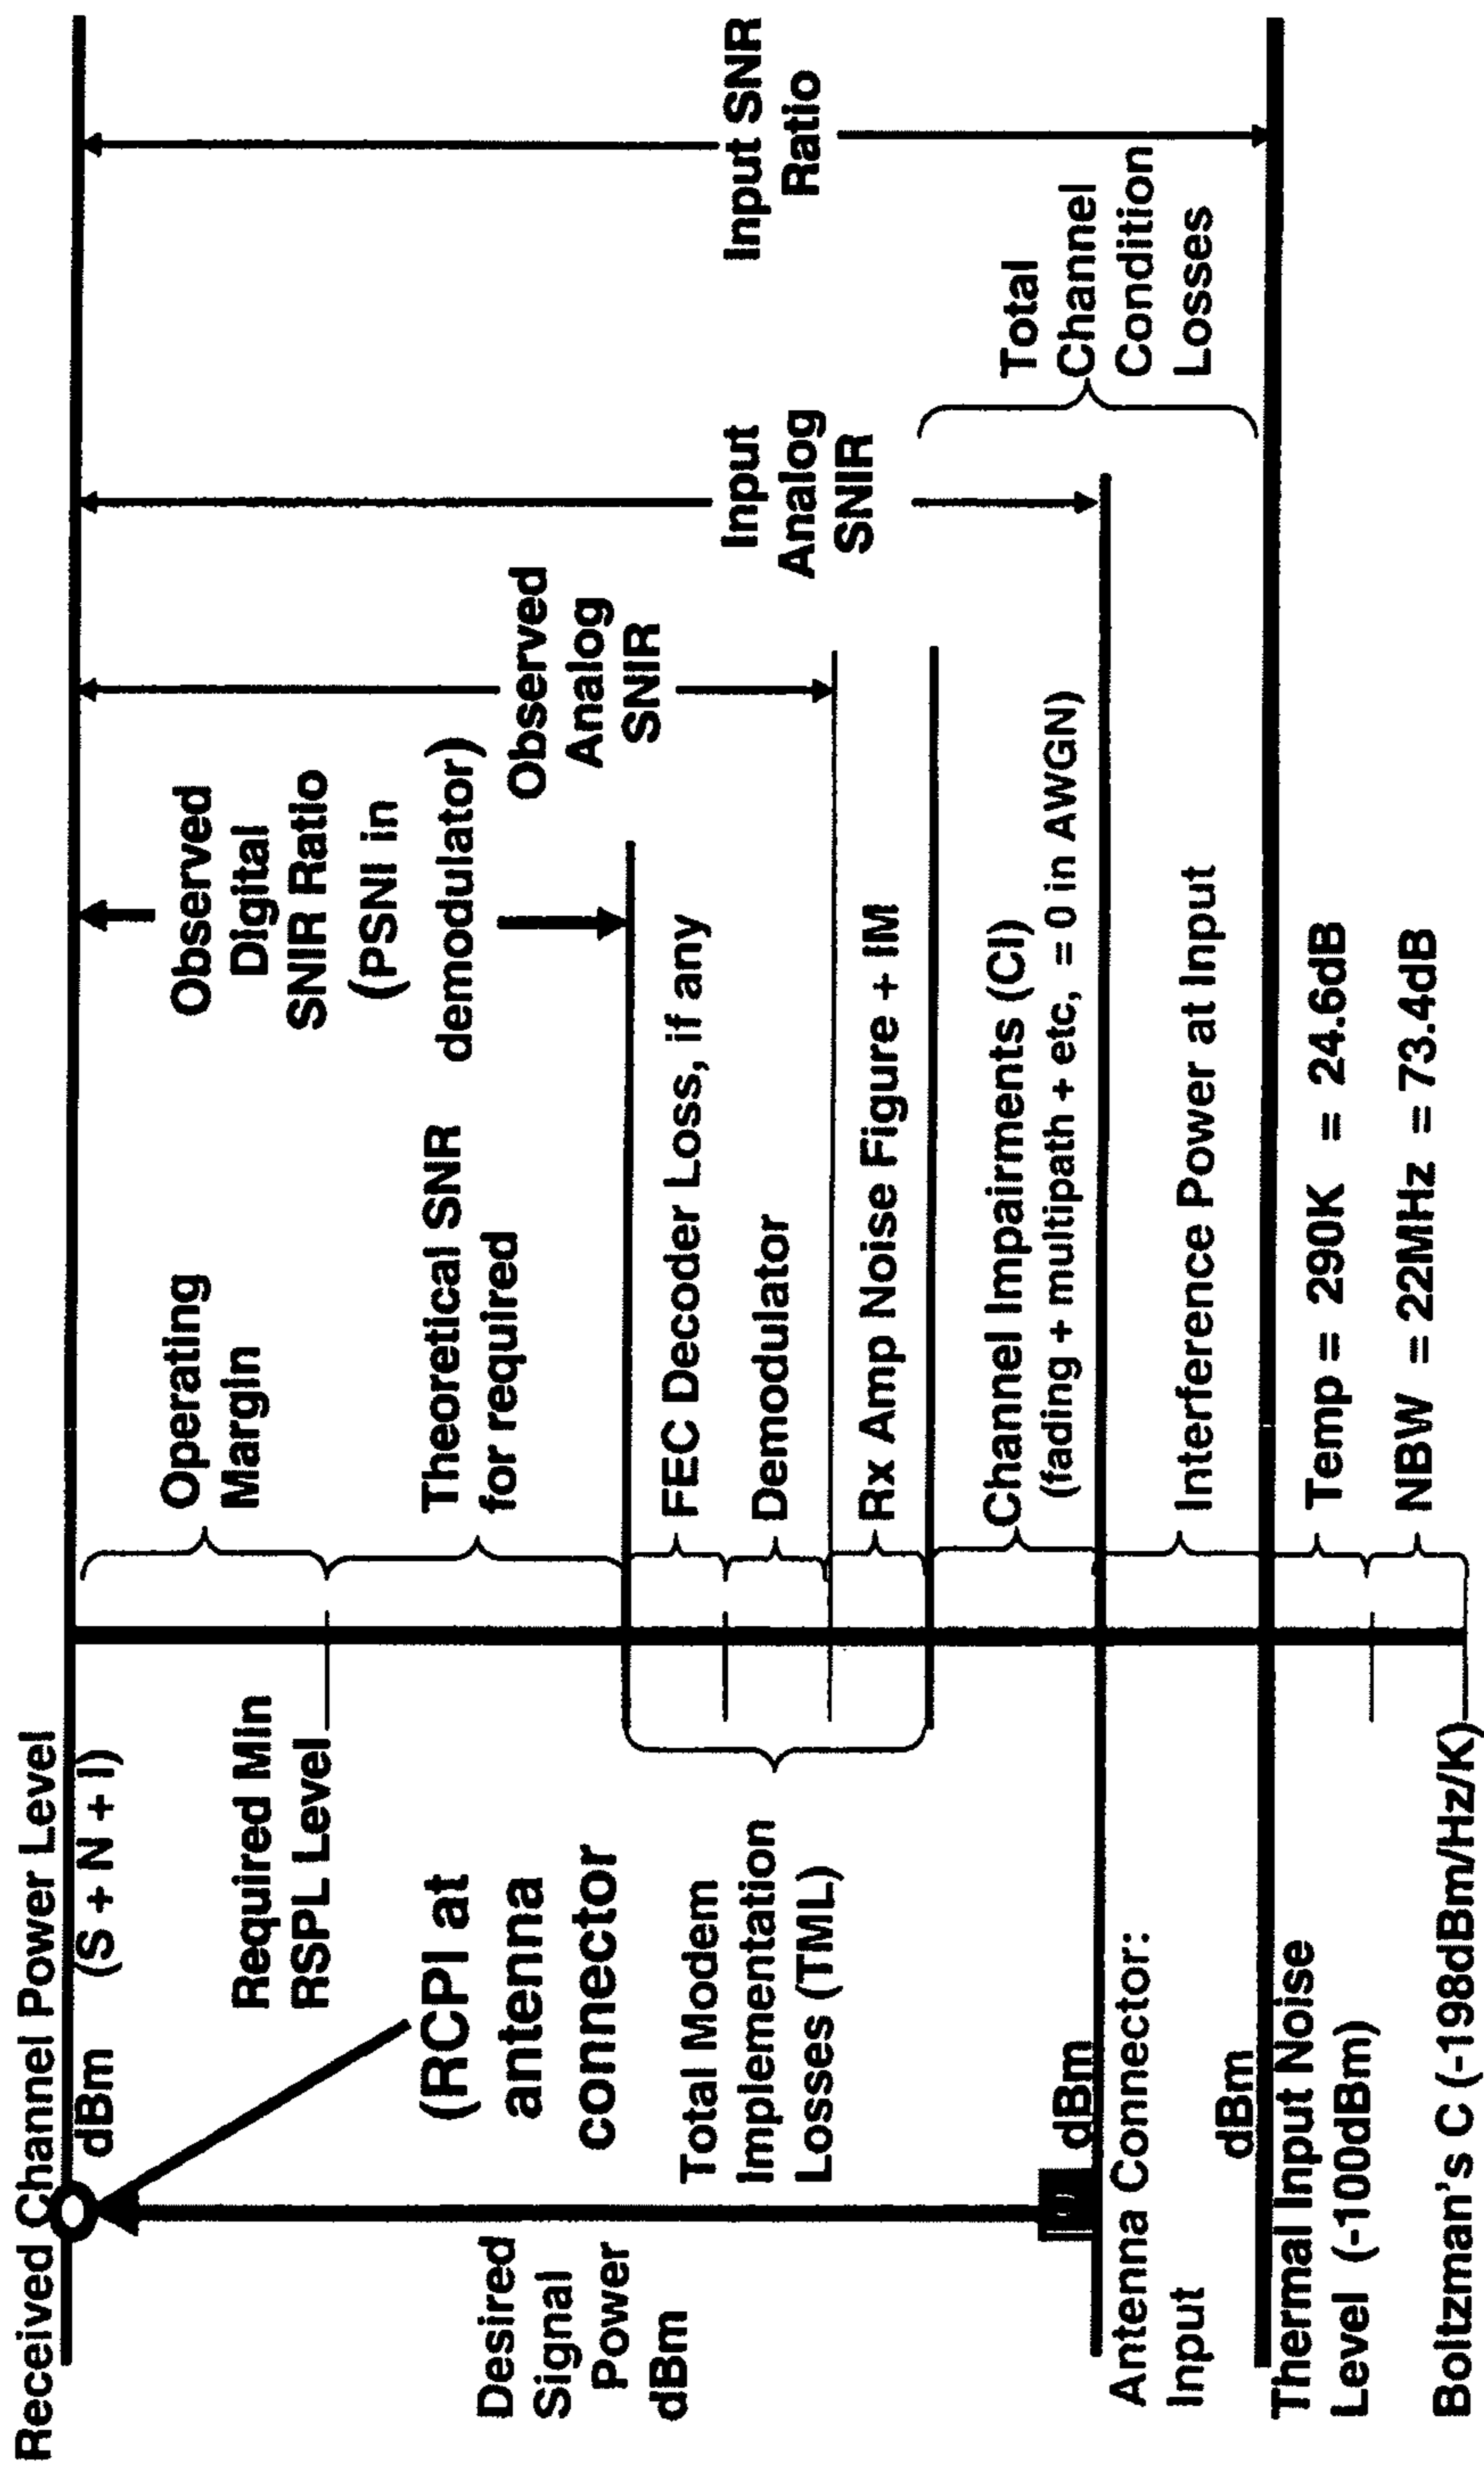 Received Channel Power Level
dBm (S + N + I)
Required Min
RSPL Level
(RCPI at
antenna
connector
Desired
Signal
Power
dBm
Total Modem
Implementation
Losses (TML)
dBm
Antenna Connector:
Input
dBm
Thermal Input Noise
Level (-100dBm)
Boltzman's C (-198dBm/Hz/K)
Operating
Margin
Theoretical SNR
for required
FEC Decoder Loss, if any
Demodulator
Rx Amp Noise Figure + IM
Channel Impairments (CI)
(fading + multipath + etc, = 0 in AWGN)
Interference Power at Input
Temp = 290K = 24.6dB
NBW = 22MHz = 73.4dB
Observed
Digital
SNIR Ratio
(PSNI in
demodulator)
Observed
Analog
SNIR
Input
Analog
SNIR
Total
Channel
Condition
Losses
Input SNR
Ratio